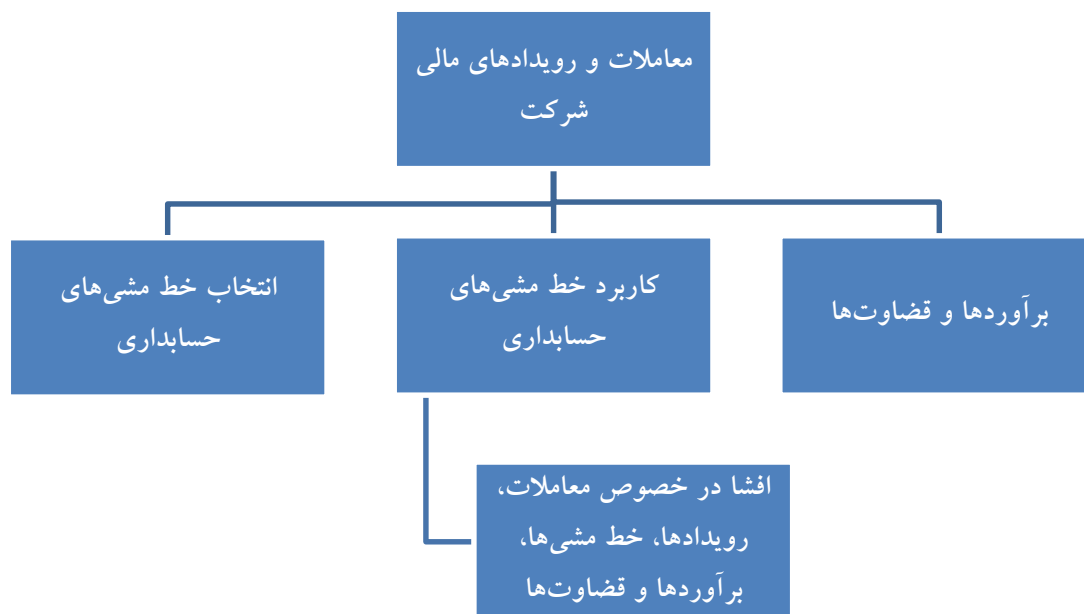 معاملات و رویدادهای مالی
شرکت
برآوردها و قضاوت‌ها
کاربرد خط مشی‌های
حسابداری
انتخاب خط مشی‌های
حسابداری
افشا در خصوص معاملات،
رویدادها، خط مشی‌ها،
برآوردها و قضاوت‌ها